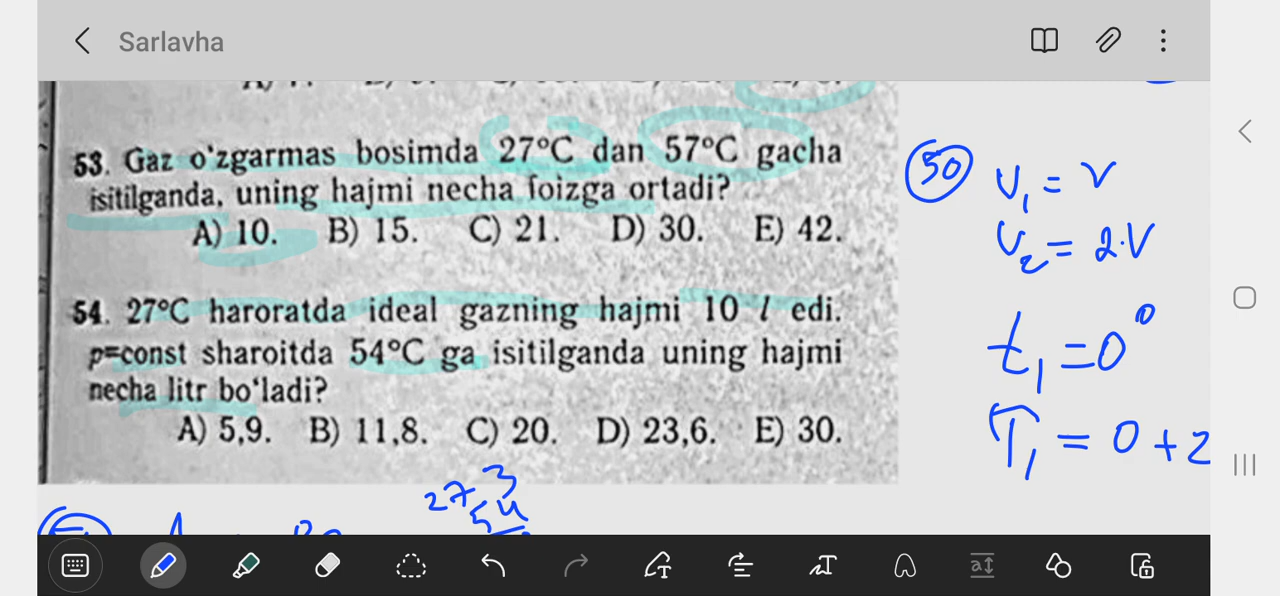 Sarlavha
53. Gaz o'zgarmas bosimda 27°C dan 57°C gacha
isitilganda, uning hajmi necha foizga ortadi?
A) 10. B) 15. C) 21. D) 30. E) 42.
54. 27°C haroratda ideal gazning hajmi 10 l edi.
p=const sharoitda 54°C ga isitilganda uning hajmi
necha litr bo'ladi?
A) 5,9. B) 11,8. C) 20. D) 23,6. E) 30.
50
V₁ = V
V₂ = 2·V
t₁ = 0°
T₁ = 0 + 2
273
54